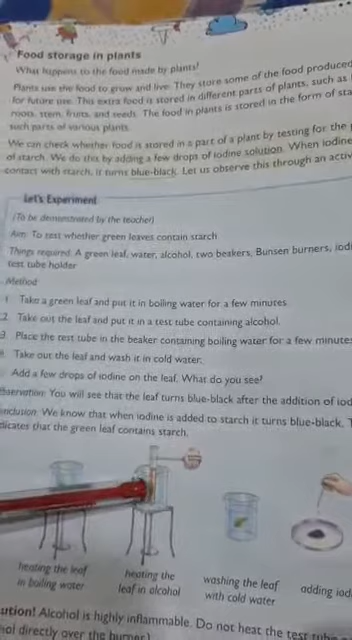 Food storage in plants
What happens to the food made by plants?
Plants use the food to grow and live. They store some of the food produced
for future use. This extra food is stored in different parts of plants, such as
roots, stem, fruits, and seeds. The food in plants is stored in the form of
such parts of various plants.
We can check whether food is stored in a part of a plant by testing for the
of starch. We do this by adding a few drops of iodine solution. When iodine
contact with starch, it turns blue-black. Let us observe this through an
Let's Experiment
(To be demonstrated by the teacher)
Aim: To test whether green leaves contain starch
Things required: A green leaf, water, alcohol, two beakers, Bunsen burners,
test tube holder
Method:
1. Take a green leaf and put it in boiling water for a few minutes.
2. Take out the leaf and put it in a test tube containing alcohol.
3. Place the test tube in the beaker containing boiling water for a few minute
Take out the leaf and wash it in cold water.
Add a few drops of iodine on the leaf. What do you see?
You will see that the leaf turns blue-black after the addition of
We know that when iodine is added to starch it turns blue-black.
that the green leaf contains starch.
heating the leaf
in boiling water
heating the
leaf in alcohol
washing the leaf
with cold water
adding
ution! Alcohol is highly inflammable. Do not heat the test tube
directly over the burner.)